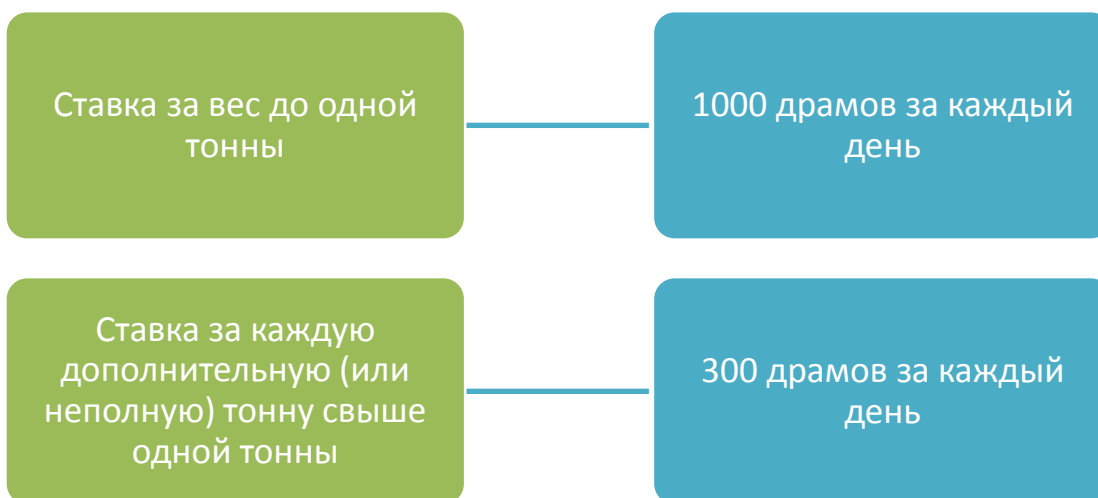 Ставка за вес до одной
тонны
1000 драмов за каждый
день
Ставка за каждую
дополнительную (или
неполную) тонну свыше
одной тонны
300 драмов за каждый
день